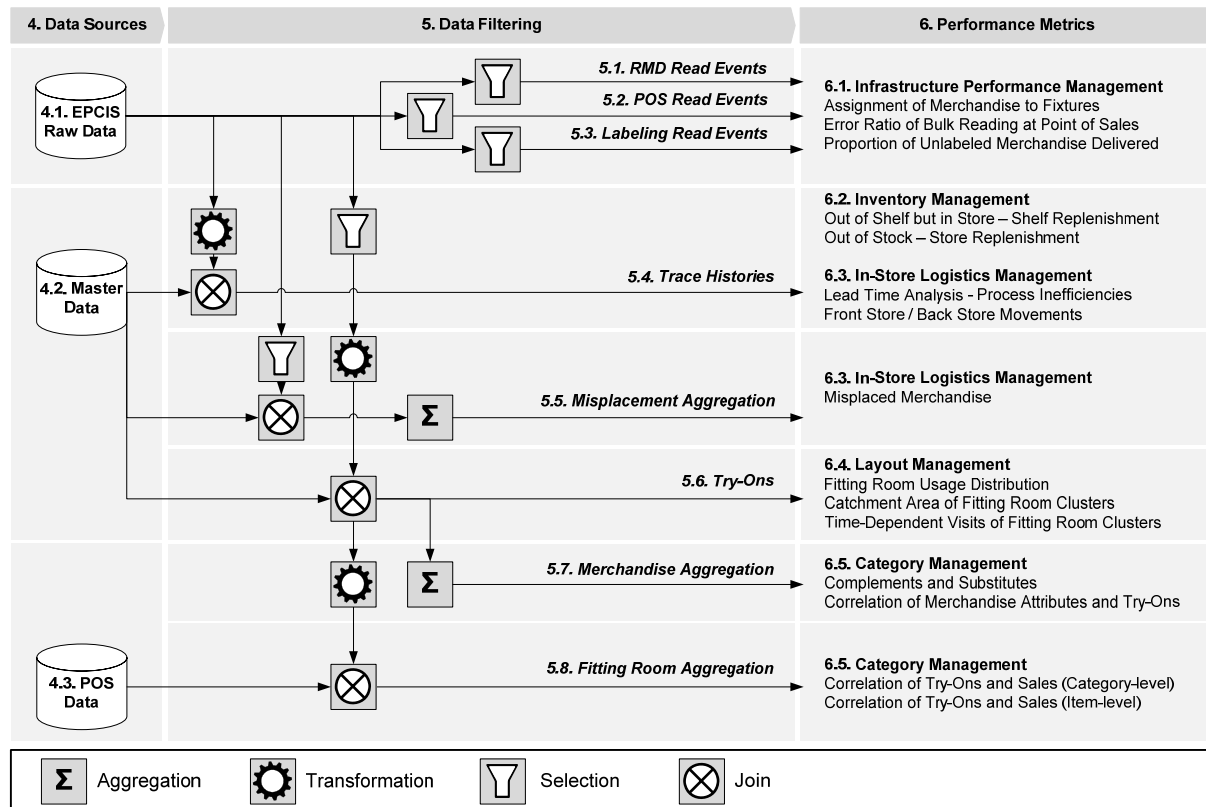 4. Data Sources
5. Data Filtering
6. Performance Metrics
4.1. EPCIS
Raw Data
5.1. RMD Read Events
5.2. POS Read Events
5.3. Labeling Read Events
6.1. Infrastructure Performance Management
Assignment of Merchandise to Fixtures
Error Ratio of Bulk Reading at Point of Sales
Proportion of Unlabeled Merchandise Delivered
4.2. Master
Data
5.4. Trace Histories
6.2. Inventory Management
Out of Shelf but in Store – Shelf Replenishment
Out of Stock – Store Replenishment
6.3. In-Store Logistics Management
Lead Time Analysis - Process Inefficiencies
Front Store / Back Store Movements
Σ
5.5. Misplacement Aggregation
6.3. In-Store Logistics Management
Misplaced Merchandise
5.6. Try-Ons
6.4. Layout Management
Fitting Room Usage Distribution
Catchment Area of Fitting Room Clusters
Time-Dependent Visits of Fitting Room Clusters
Σ
5.7. Merchandise Aggregation
6.5. Category Management
Complements and Substitutes
Correlation of Merchandise Attributes and Try-Ons
4.3. POS
Data
5.8. Fitting Room Aggregation
6.5. Category Management
Correlation of Try-Ons and Sales (Category-level)
Correlation of Try-Ons and Sales (Item-level)
Σ Aggregation
Transformation
Selection
Join